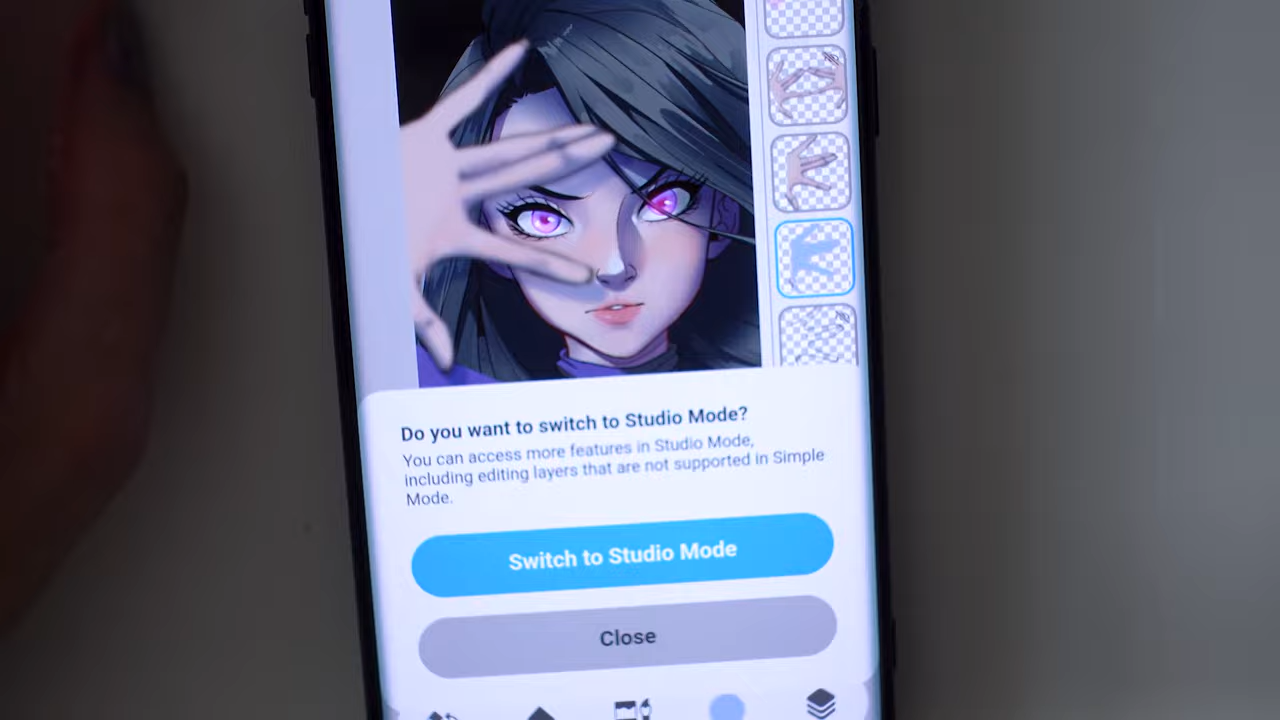 Do you want to switch to Studio Mode?
You can access more features in Studio Mode,
including editing layers that are not supported in Simple
Mode.
Switch to Studio Mode
Close